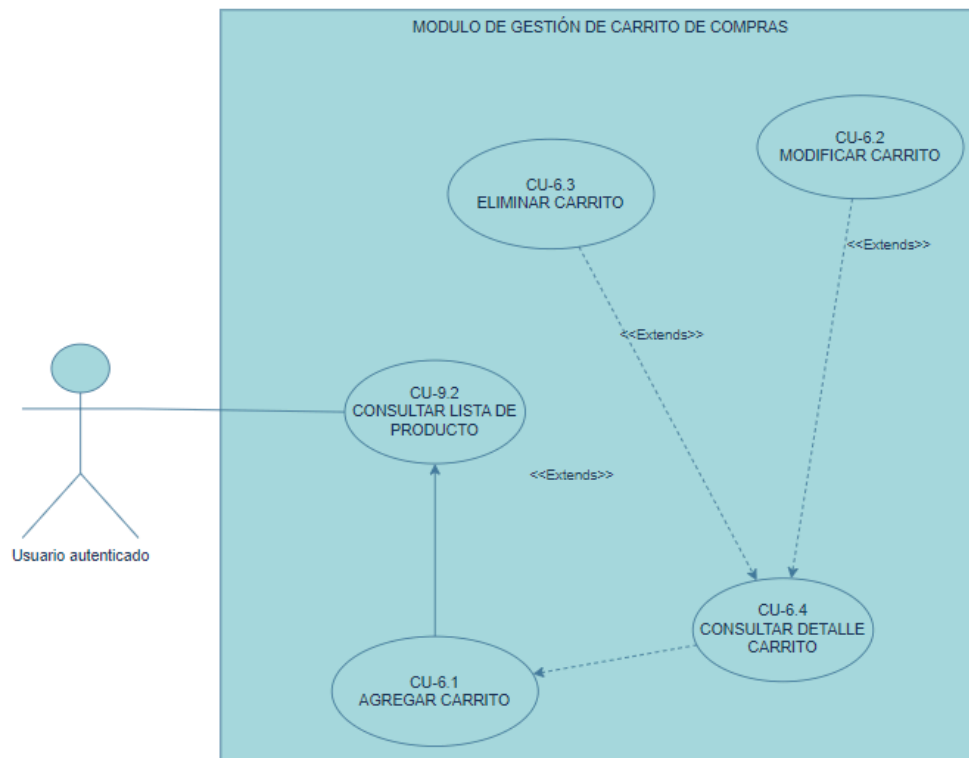 MODULO DE GESTIÓN DE CARRITO DE COMPRAS
CU-6.2
MODIFICAR CARRITO
CU-6.3
ELIMINAR CARRITO
<<Extends>>
<<Extends>>
CU-9.2
CONSULTAR LISTA DE
PRODUCTO
<<Extends>>
Usuario autenticado
CU-6.4
CONSULTAR DETALLE
CARRITO
CU-6.1
AGREGAR CARRITO